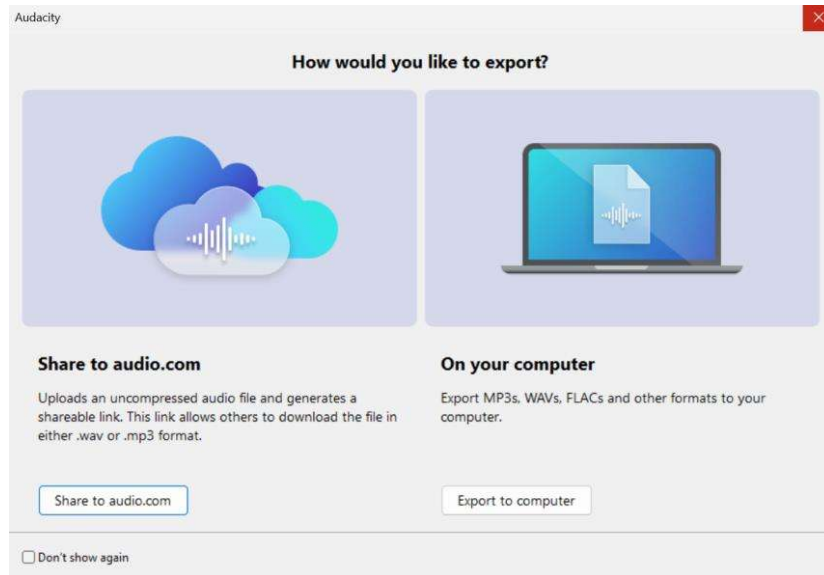 Audacity
How would you like to export?
Share to audio.com
Uploads an uncompressed audio file and generates a
shareable link. This link allows others to download the file in
either .wav or .mp3 format.
Share to audio.com
On your computer
Export MP3s, WAVs, FLACs and other formats to your
computer.
Export to computer
Don't show again